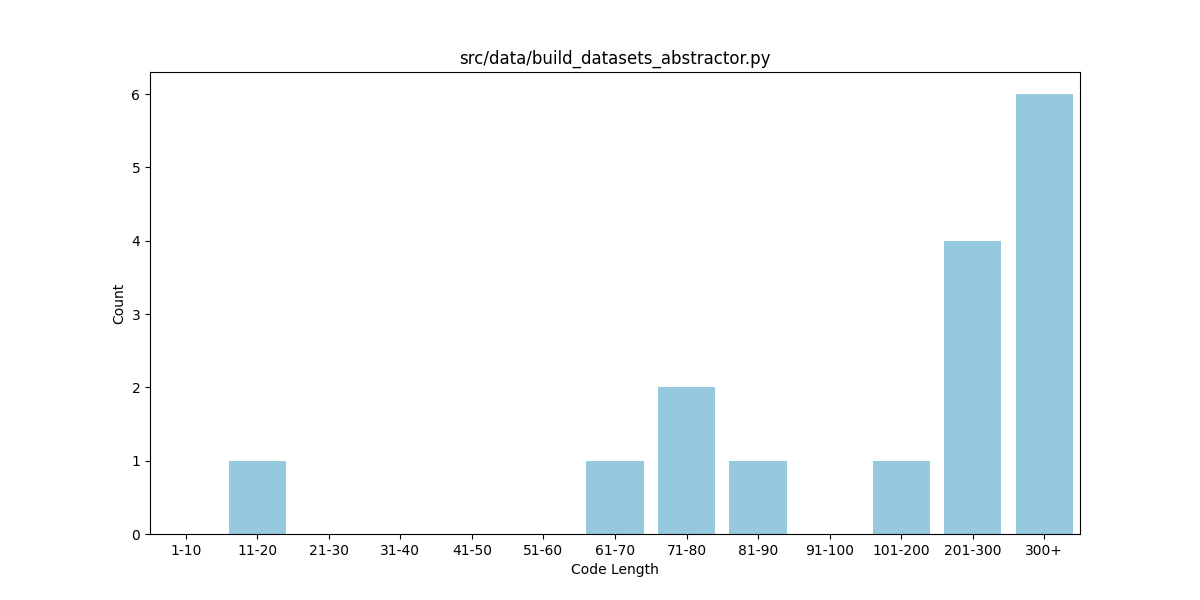 src/data/build_datasets_abstractor.py
6
5
4
3
2
1
0
Count
1-10 11-20 21-30 31-40 41-50 51-60 61-70 71-80 81-90 91-100 101-200 201-300 300+
Code Length